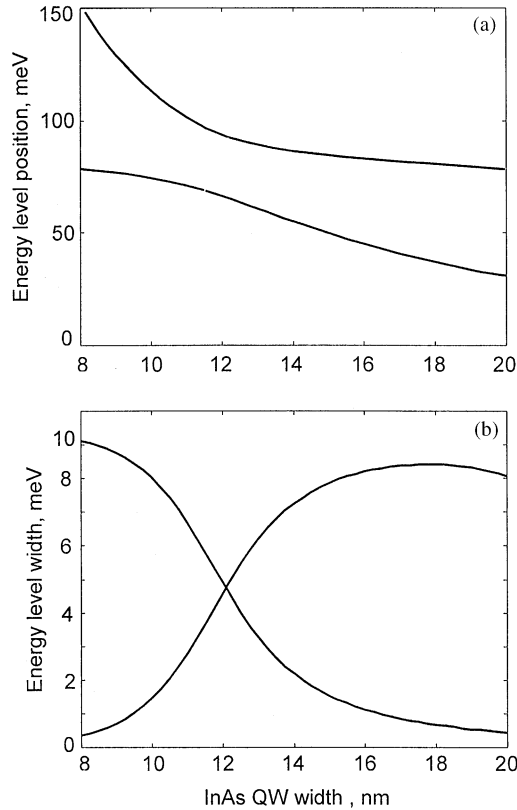 150
(a)
100
50
0
Energy level position, meV
8 10 12 14 16 18 20
10
(b)
8
6
4
2
0
Energy level width, meV
8 10 12 14 16 18 20
InAs QW width , nm